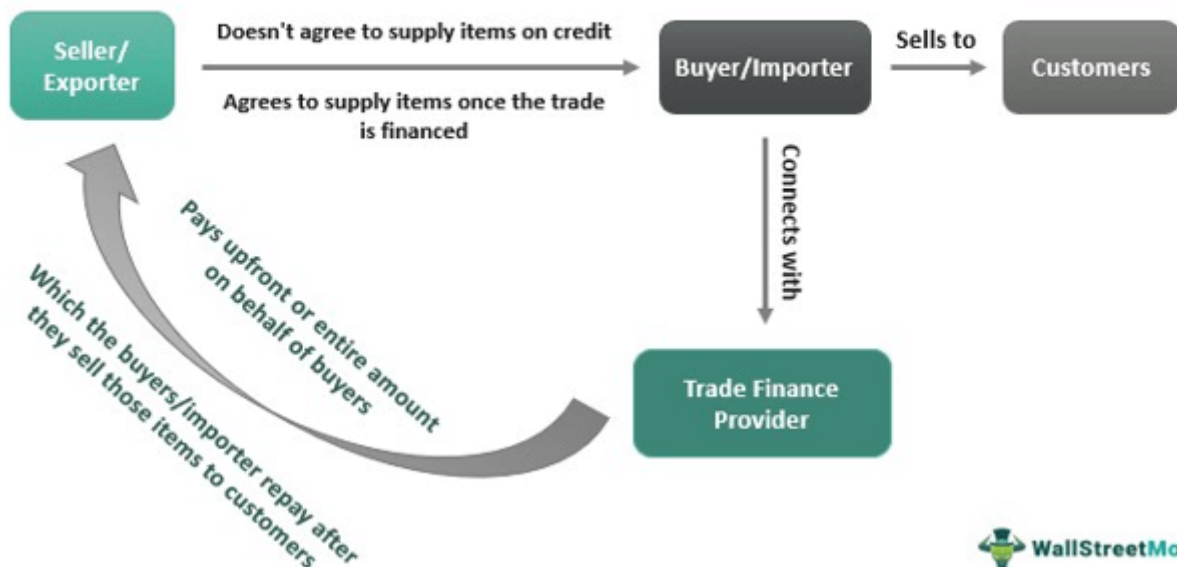 Seller/
Exporter
Doesn't agree to supply items on credit
Agrees to supply items once the trade
is financed
Buyer/Importer
Sells to
Customers
Connects with
Trade Finance
Provider
Pays upfront or entire amount
on behalf of buyers
Which the buyers/importer repay after
they sell those items to customers
WallStreetMo